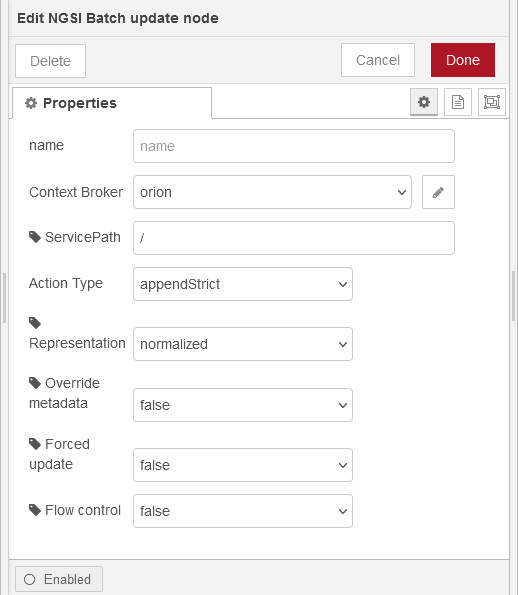 Edit NGSI Batch update node
Delete
Cancel
Done
Properties
name
name
Context Broker
orion
ServicePath
/
Action Type
appendStrict
Representation
normalized
Override
metadata
false
Forced
update
false
Flow control
false
Enabled